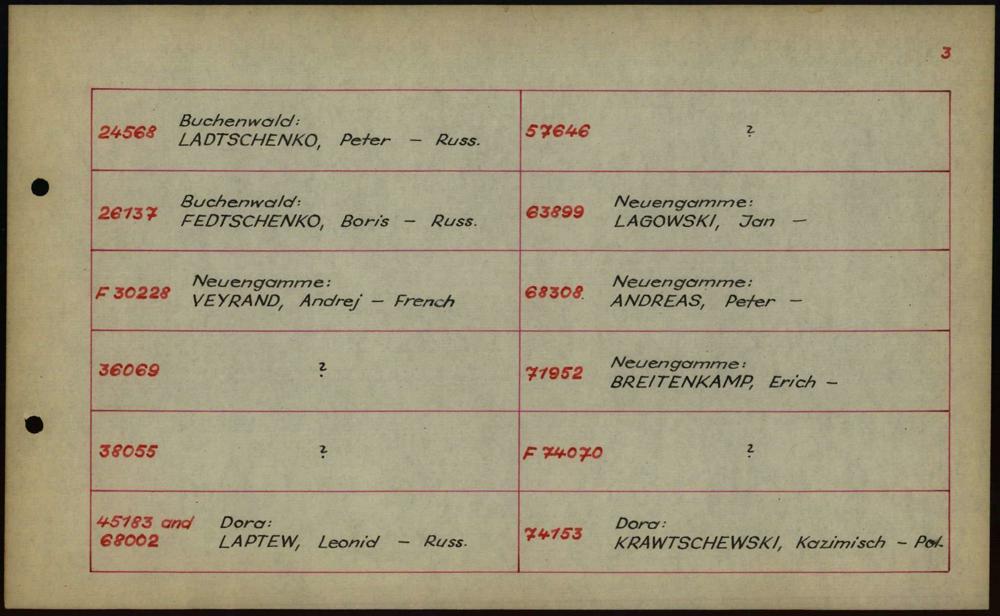 3
24568 Buchenwald:
LADTSCHENKO, Peter — Russ.
26137 Buchenwald:
FEDTSCHENKO, Boris — Russ.
F 30228 Neuengamme:
VEYRAND, Andrej — French
36069 ?
38055 ?
45183 and Dora:
68002 LAPTEW, Leonid — Russ.
57646 ?
63899 Neuengamme:
LAGOWSKI, Jan —
68308. Neuengamme:
ANDREAS, Peter —
71952 Neuengamme:
BREITENKAMP, Erich —
F 74070 ?
74153 Dora:
KRAWTSCHEWSKI, Kazimisch — Pol.